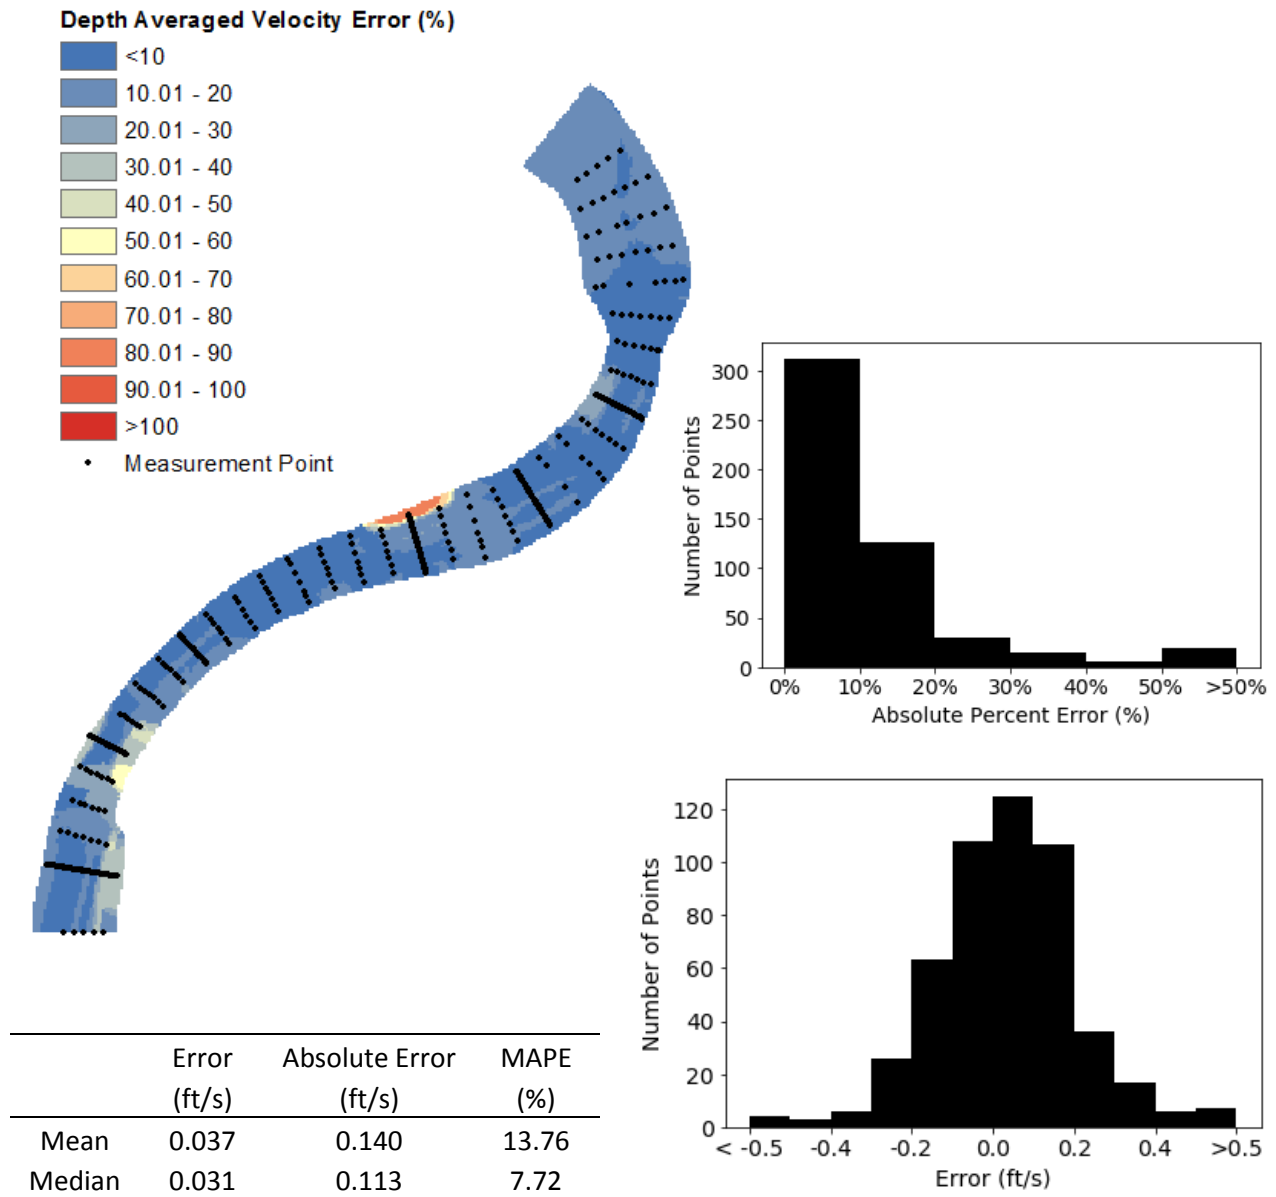 Depth Averaged Velocity Error (%)
<10
10.01 - 20
20.01 - 30
30.01 - 40
40.01 - 50
50.01 - 60
60.01 - 70
70.01 - 80
80.01 - 90
90.01 - 100
>100
Measurement Point
Number of Points
300
250
200
150
100
50
0
0% 10% 20% 30% 40% 50% >50%
Absolute Percent Error (%)
Number of Points
120
100
80
60
40
20
0
< -0.5 -0.4 -0.2 0.0 0.2 0.4 >0.5
Error (ft/s)
Error Absolute Error MAPE
(ft/s) (ft/s) (%)
Mean 0.037 0.140 13.76
Median 0.031 0.113 7.72